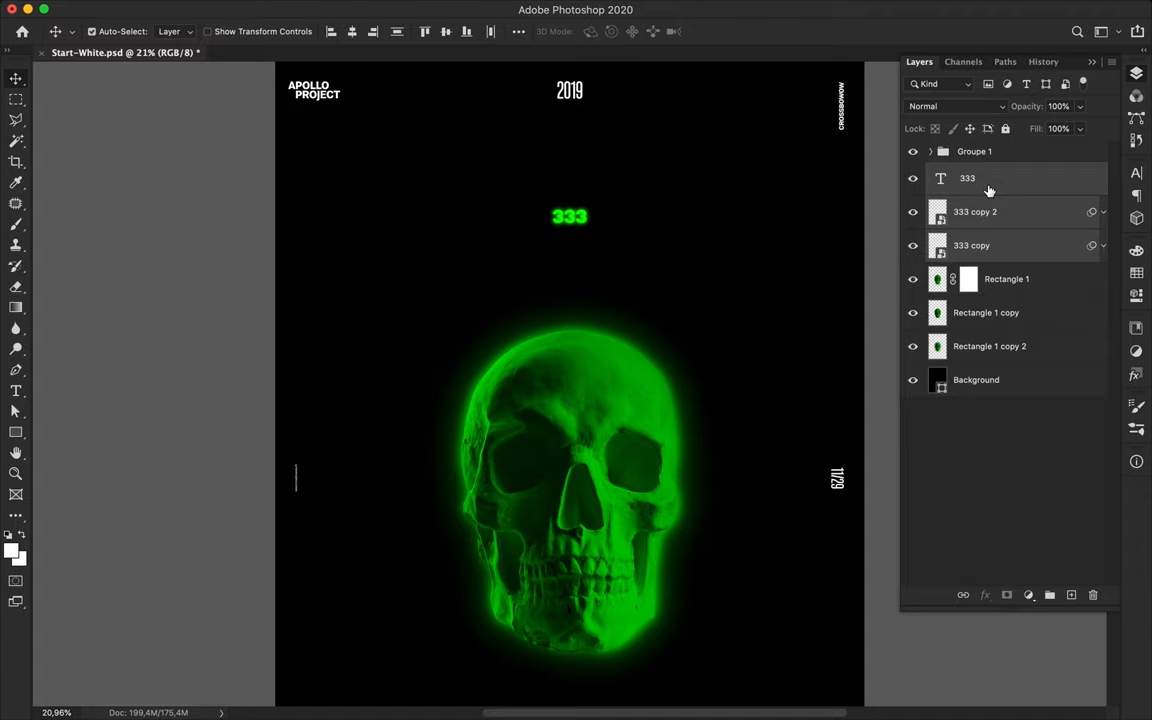 Adobe Photoshop 2020
Auto-Select:
Layer
Show Transform Controls
3D Mode:
Start-White.psd @ 21% (RGB/8) *
APOLLO
PROJECT
2019
CROSSBOWOW
333
11/29
Layers
Channels
Paths
History
Kind
Normal
Opacity:
100%
Lock:
Fill:
100%
Groupe 1
333
333 copy 2
333 copy
Rectangle 1
Rectangle 1 copy
Rectangle 1 copy 2
Background
20,96%
Doc: 199,4M/175,4M